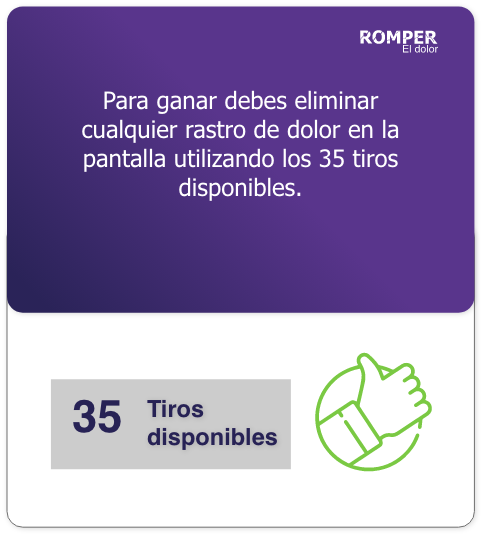 ROMPER
El dolor
Para ganar debes eliminar
cualquier rastro de dolor en la
pantalla utilizando los 35 tiros
disponibles.
35
Tiros
disponibles